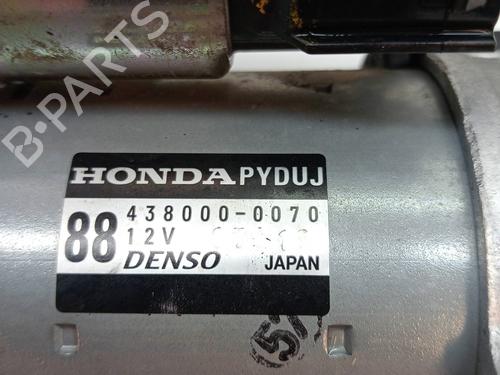 B-PARTS
HONDA PYDUJ
88 438000-0070
12V
DENSO JAPAN